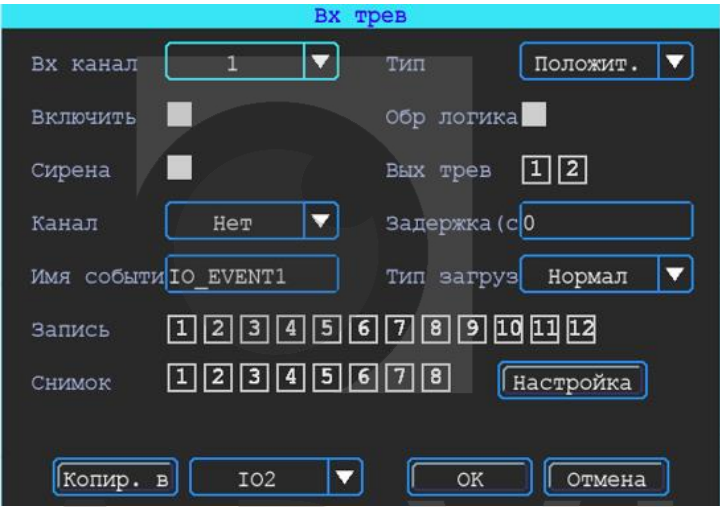 Вх трев
Вх канал 1 Тип Положит.
Включить Обр логика
Сирена Вых трев 1 2
Канал Нет Задержка(с 0
Имя событи IO_EVENT1 Тип загруз Нормал
Запись 1 2 3 4 5 6 7 8 9 10 11 12
Снимок 1 2 3 4 5 6 7 8 Настройка
Копир. в IO2 OK Отмена